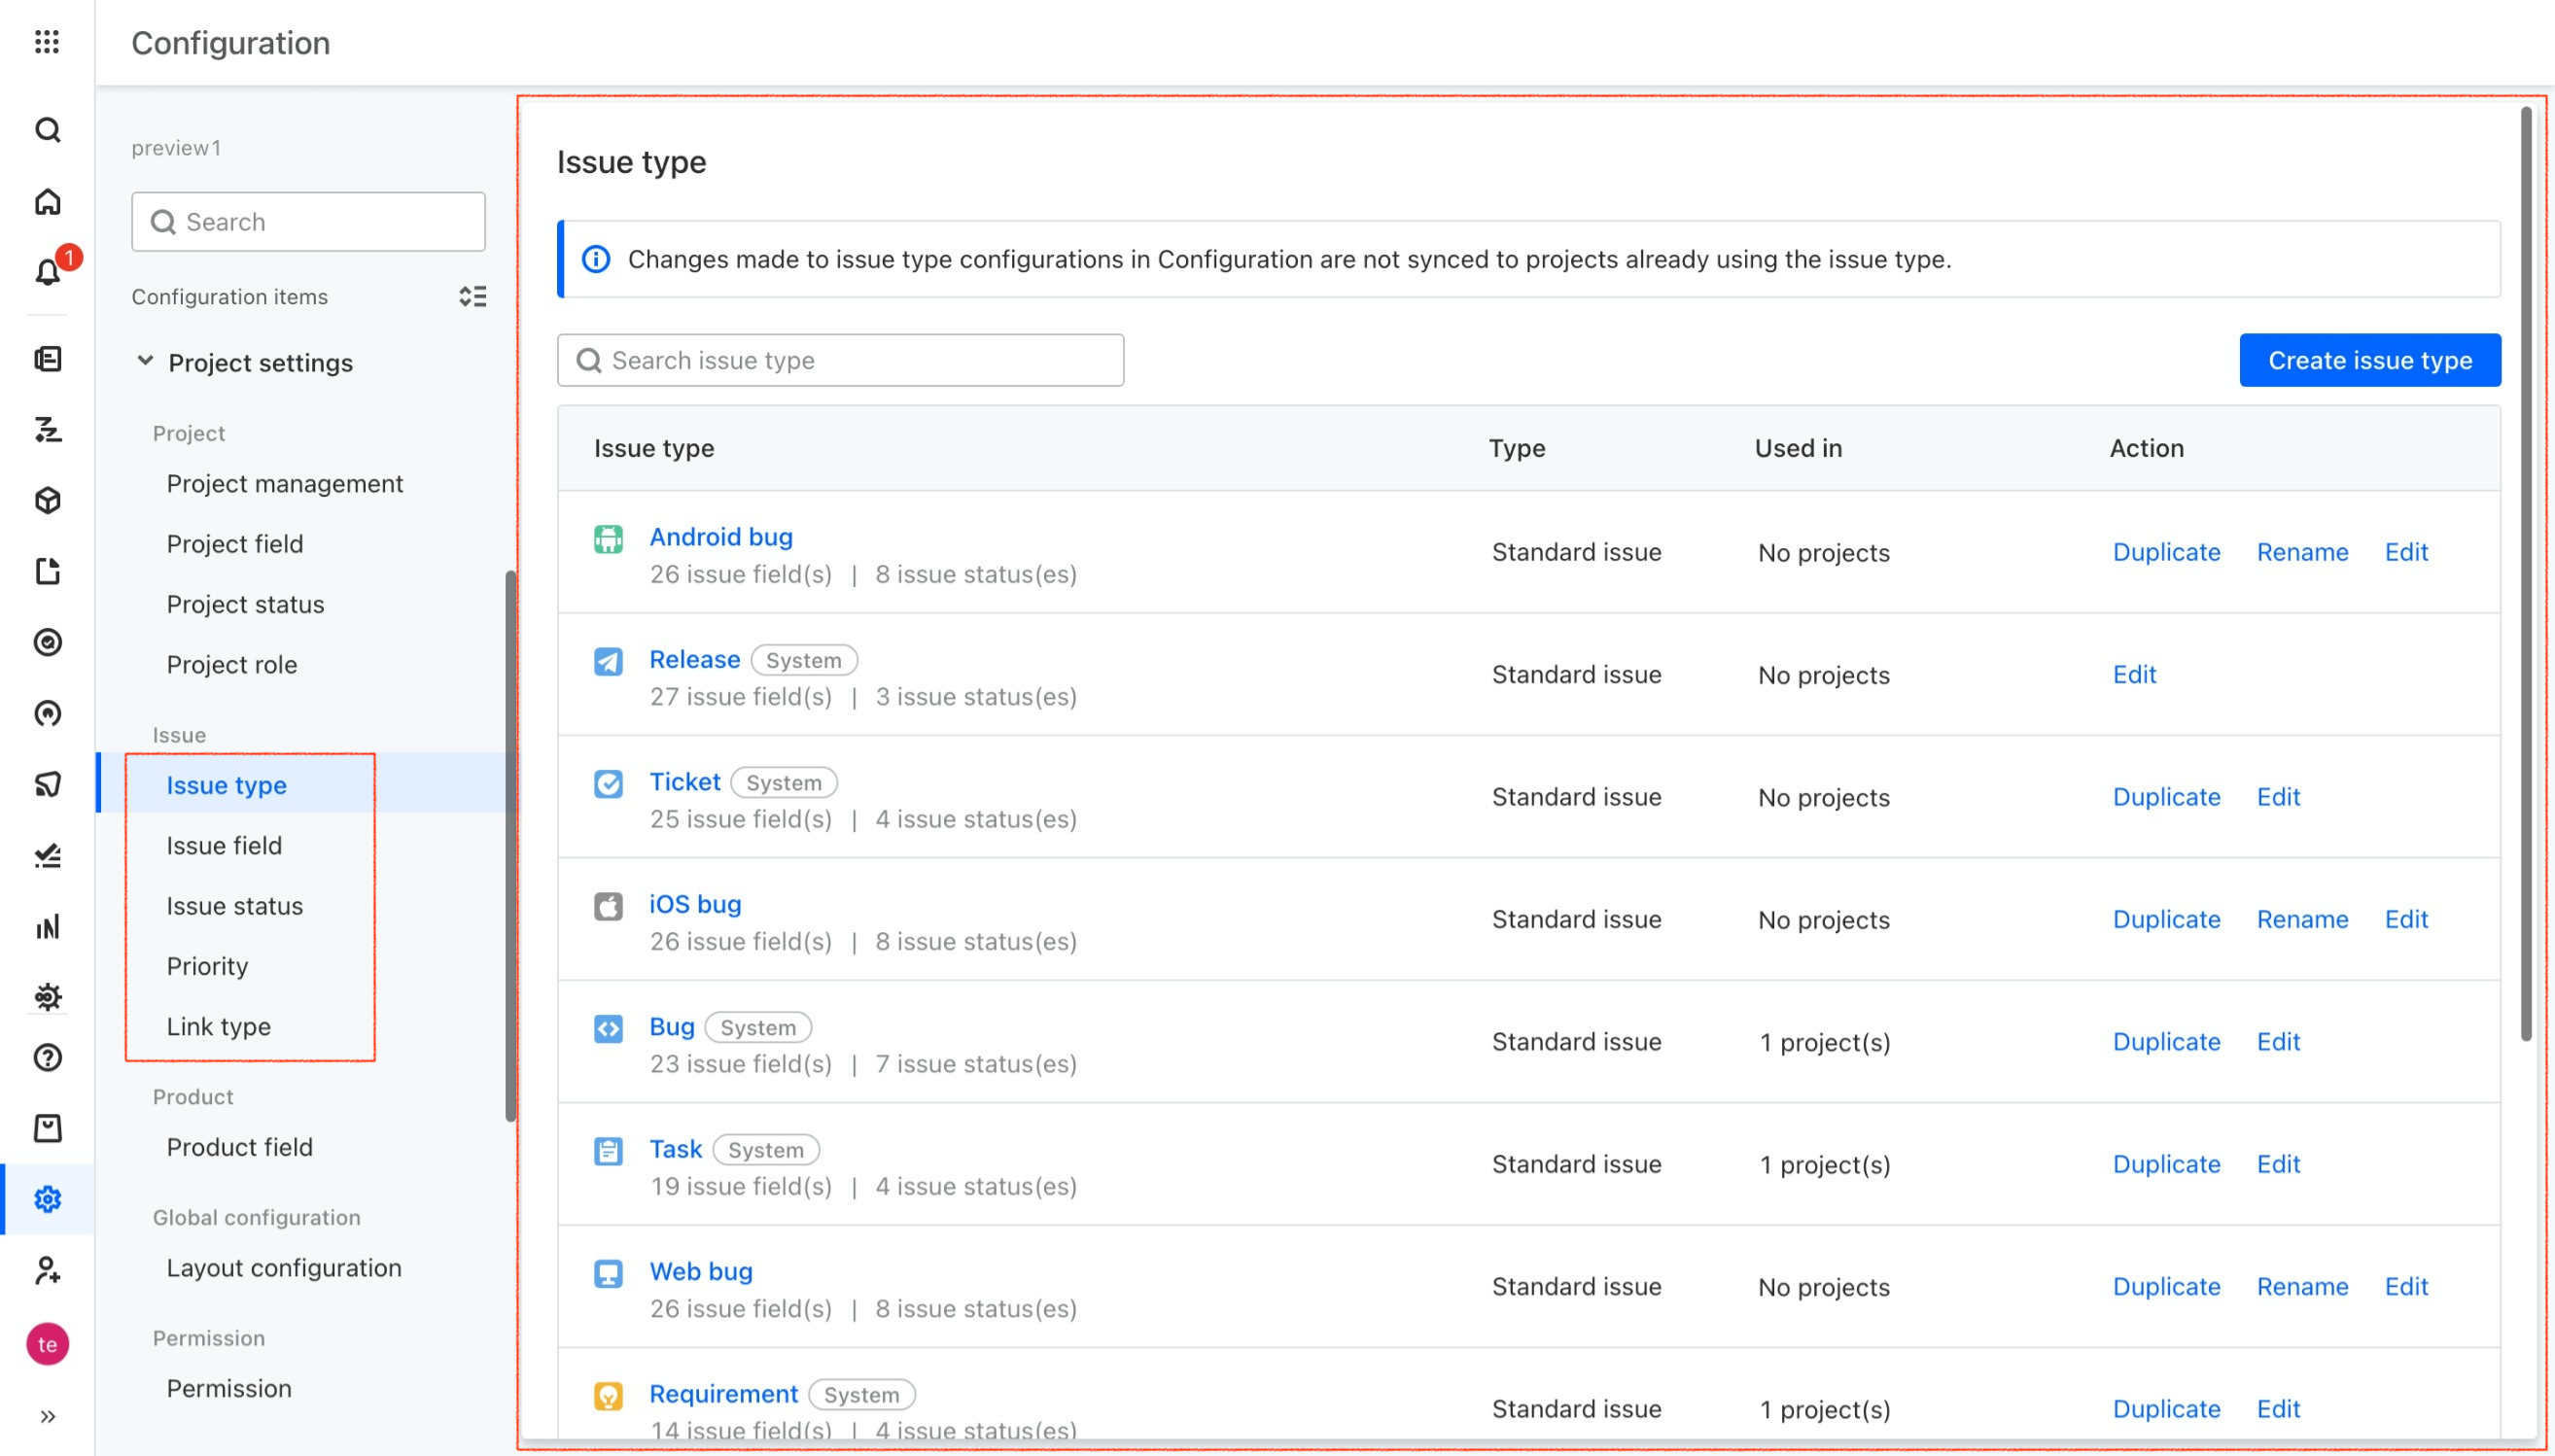 Configuration
1
te
preview1
Search
Configuration items
Project settings
Project
Project management
Project field
Project status
Project role
Issue
Issue type
Issue field
Issue status
Priority
Link type
Product
Product field
Global configuration
Layout configuration
Permission
Permission
Issue type
Changes made to issue type configurations in Configuration are not synced to projects already using the issue type.
Search issue type
Create issue type
Issue type Type Used in Action
Android bug
26 issue field(s) | 8 issue status(es)
Standard issue No projects Duplicate Rename Edit
Release System
27 issue field(s) | 3 issue status(es)
Standard issue No projects Edit
Ticket System
25 issue field(s) | 4 issue status(es)
Standard issue No projects Duplicate Edit
iOS bug
26 issue field(s) | 8 issue status(es)
Standard issue No projects Duplicate Rename Edit
Bug System
23 issue field(s) | 7 issue status(es)
Standard issue 1 project(s) Duplicate Edit
Task System
19 issue field(s) | 4 issue status(es)
Standard issue 1 project(s) Duplicate Edit
Web bug
26 issue field(s) | 8 issue status(es)
Standard issue No projects Duplicate Rename Edit
Requirement System
14 issue field(s) | 4 issue status(es)
Standard issue 1 project(s) Duplicate Edit